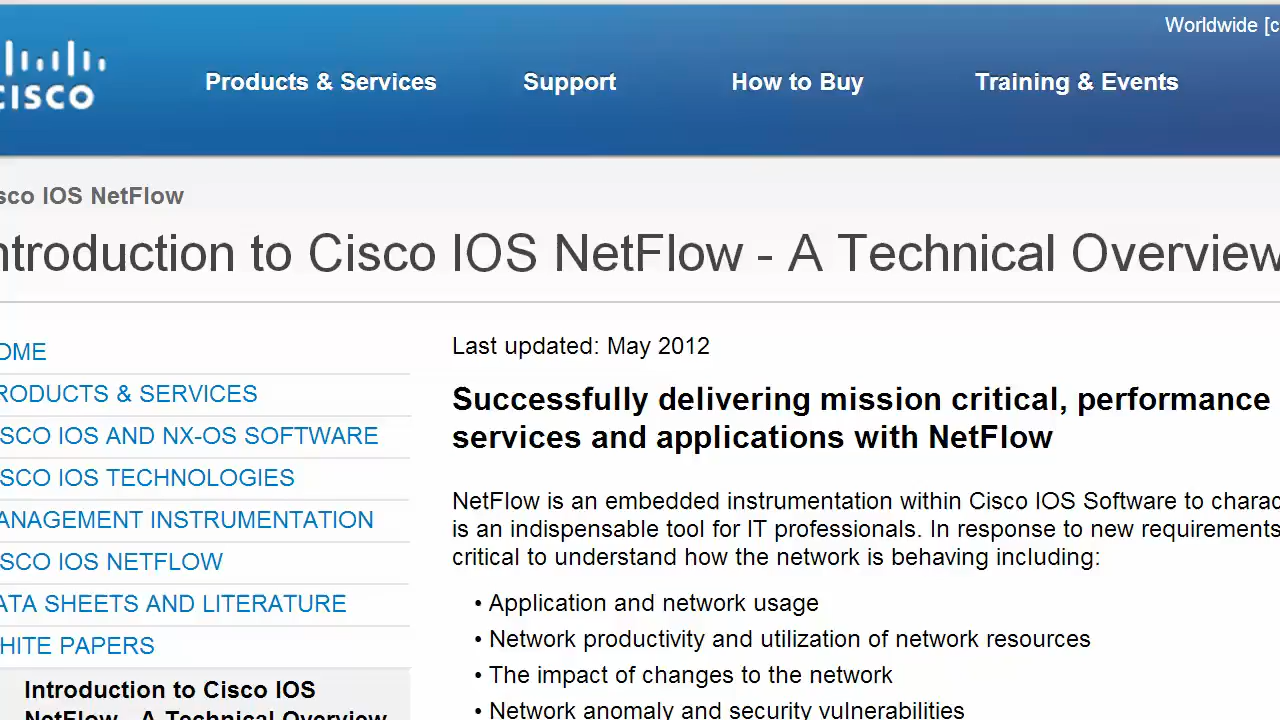 Worldwide [c
CISCO
Products & Services
Support
How to Buy
Training & Events
sco IOS NetFlow
ntroduction to Cisco IOS NetFlow - A Technical Overview
OME
RODUCTS & SERVICES
SCO IOS AND NX-OS SOFTWARE
SCO IOS TECHNOLOGIES
ANAGEMENT INSTRUMENTATION
SCO IOS NETFLOW
ATA SHEETS AND LITERATURE
HITE PAPERS
Introduction to Cisco IOS
NetFlow - A Technical Overview
Last updated: May 2012
Successfully delivering mission critical, performance
services and applications with NetFlow
NetFlow is an embedded instrumentation within Cisco IOS Software to charac
is an indispensable tool for IT professionals. In response to new requirements
critical to understand how the network is behaving including:
• Application and network usage
• Network productivity and utilization of network resources
• The impact of changes to the network
• Network anomaly and security vulnerabilities